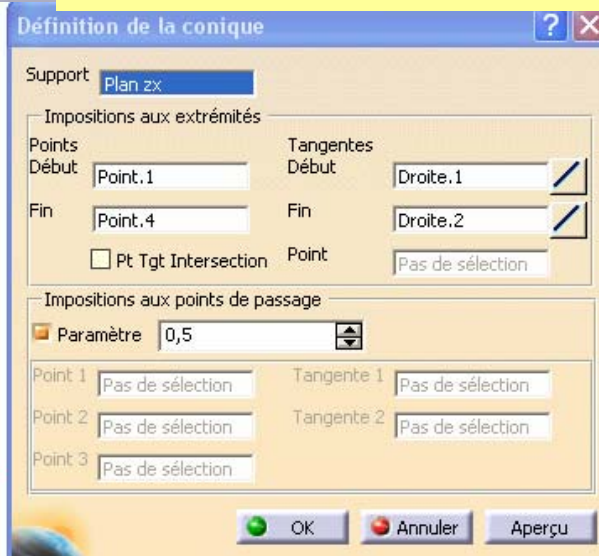 Définition de la conique
?
Support Plan zx
Impositions aux extrémités
Points Tangentes
Début Point.1 Début Droite.1
Fin Point.4 Fin Droite.2
Pt Tgt Intersection Point Pas de sélection
Impositions aux points de passage
Paramètre 0,5
Point 1 Pas de sélection Tangente 1 Pas de sélection
Point 2 Pas de sélection Tangente 2 Pas de sélection
Point 3 Pas de sélection
OK Annuler Aperçu